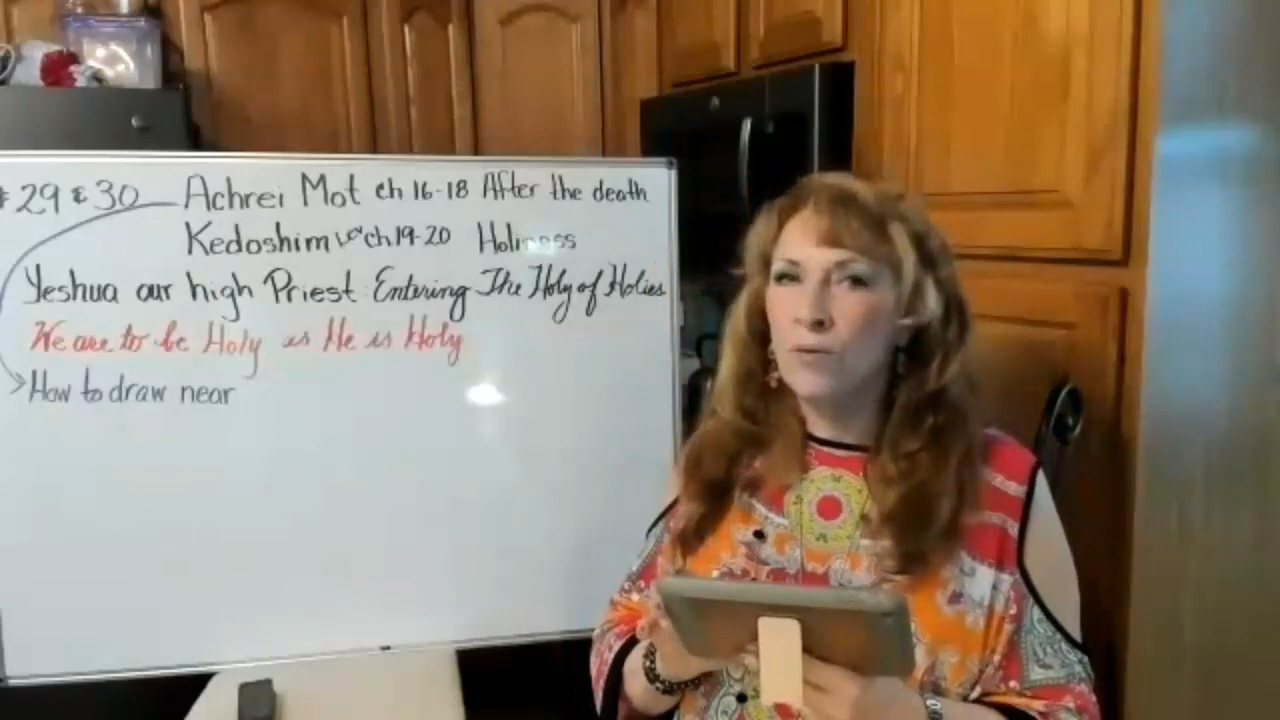 #29 & 30 Achrei Mot ch 16-18 After the death
Kedoshim ch 19-20 Holiness
Yeshua our high Priest Entering The Holy of Holies
We are to be Holy as He is Holy
How to draw near